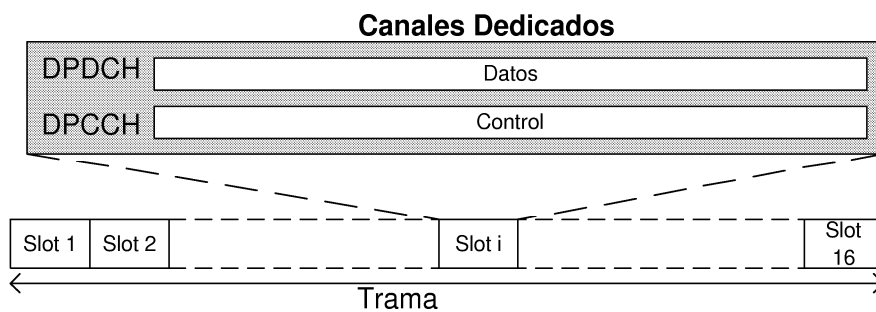 Canales Dedicados
DPDCH
Datos
DPCCH
Control
Slot 1
Slot 2
Slot i
Slot
16
Trama